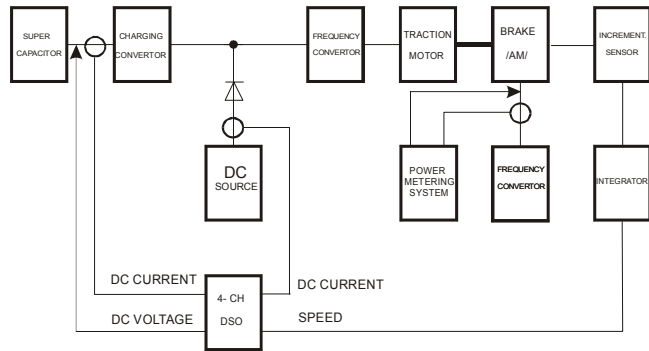 SUPER
CAPACITOR
CHARGING
CONVERTOR
FREQUENCY
CONVERTOR
TRACTION
MOTOR
BRAKE
/AM/
INCREMENT.
SENSOR
DC
SOURCE
POWER
METERING
SYSTEM
FREQUENCY
CONVERTOR
INTEGRATOR
DC CURRENT
DC VOLTAGE
4- CH
DSO
DC CURRENT
SPEED